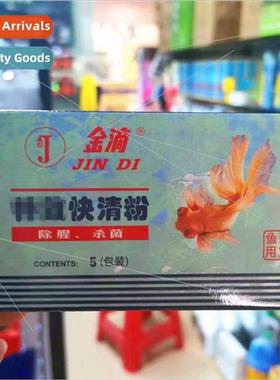 Arrivals
ty Goods
J
金滴®
JIN DI
快清粉
除腥、杀菌
CONTENTS: 5 (包装)
鱼用